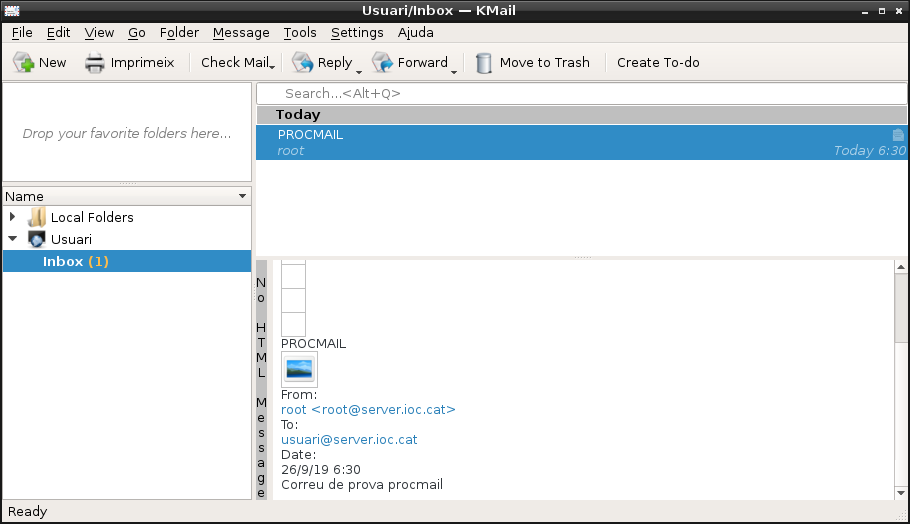 Usuari/Inbox — KMail
File Edit View Go Folder Message Tools Settings Ajuda
New Imprimeix Check Mail Reply Forward Move to Trash Create To-do
Drop your favorite folders here...
Name
Local Folders
Usuari
Inbox (1)
Search...<Alt+Q>
Today
PROCMAIL
root Today 6:30
No HTML Message
PROCMAIL
From:
root <root@server.ioc.cat>
To:
usuari@server.ioc.cat
Date:
26/9/19 6:30
Correu de prova procmail
Ready